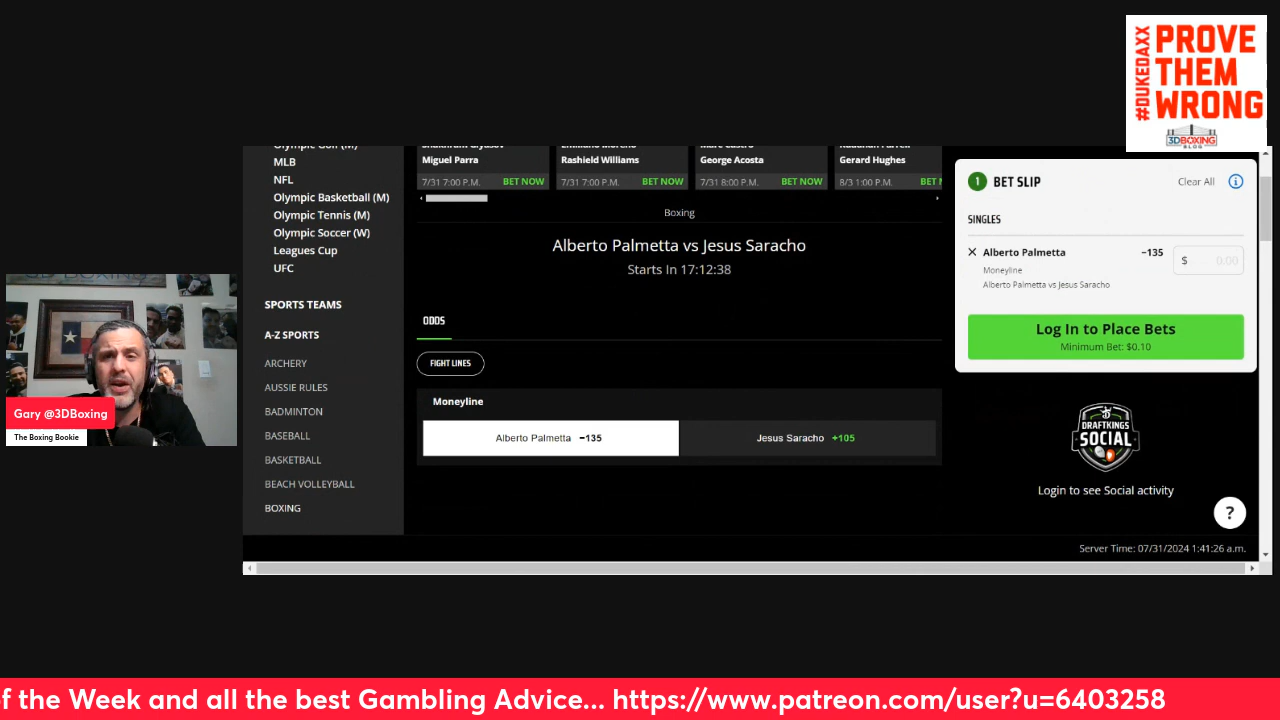 #DUKEDAXX
PROVE
THEM
WRONG
3DBOXING
BLOG
MLB
NFL
Olympic Basketball (M)
Olympic Tennis (M)
Olympic Soccer (W)
Leagues Cup
UFC
SPORTS TEAMS
A-Z SPORTS
ARCHERY
AUSSIE RULES
BADMINTON
BASEBALL
BASKETBALL
BEACH VOLLEYBALL
BOXING
Miguel Parra
7/31 7:00 P.M. BET NOW
Rashield Williams
7/31 7:00 P.M. BET NOW
George Acosta
7/31 8:00 P.M. BET NOW
Gerard Hughes
8/3 1:00 P.M. BET N
Boxing
Alberto Palmetta vs Jesus Saracho
Starts In 17:12:38
ODDS
FIGHT LINES
Moneyline
Alberto Palmetta −135
Jesus Saracho +105
1 BET SLIP Clear All
SINGLES
Alberto Palmetta −135 $ 0.00
Moneyline
Alberto Palmetta vs Jesus Saracho
Log In to Place Bets
Minimum Bet: $0.10
DRAFTKINGS
SOCIAL
Login to see Social activity
?
Server Time: 07/31/2024 1:41:26 a.m.
Gary @3DBoxing
The Boxing Bookie
of the Week and all the best Gambling Advice... https://www.patreon.com/user?u=6403258